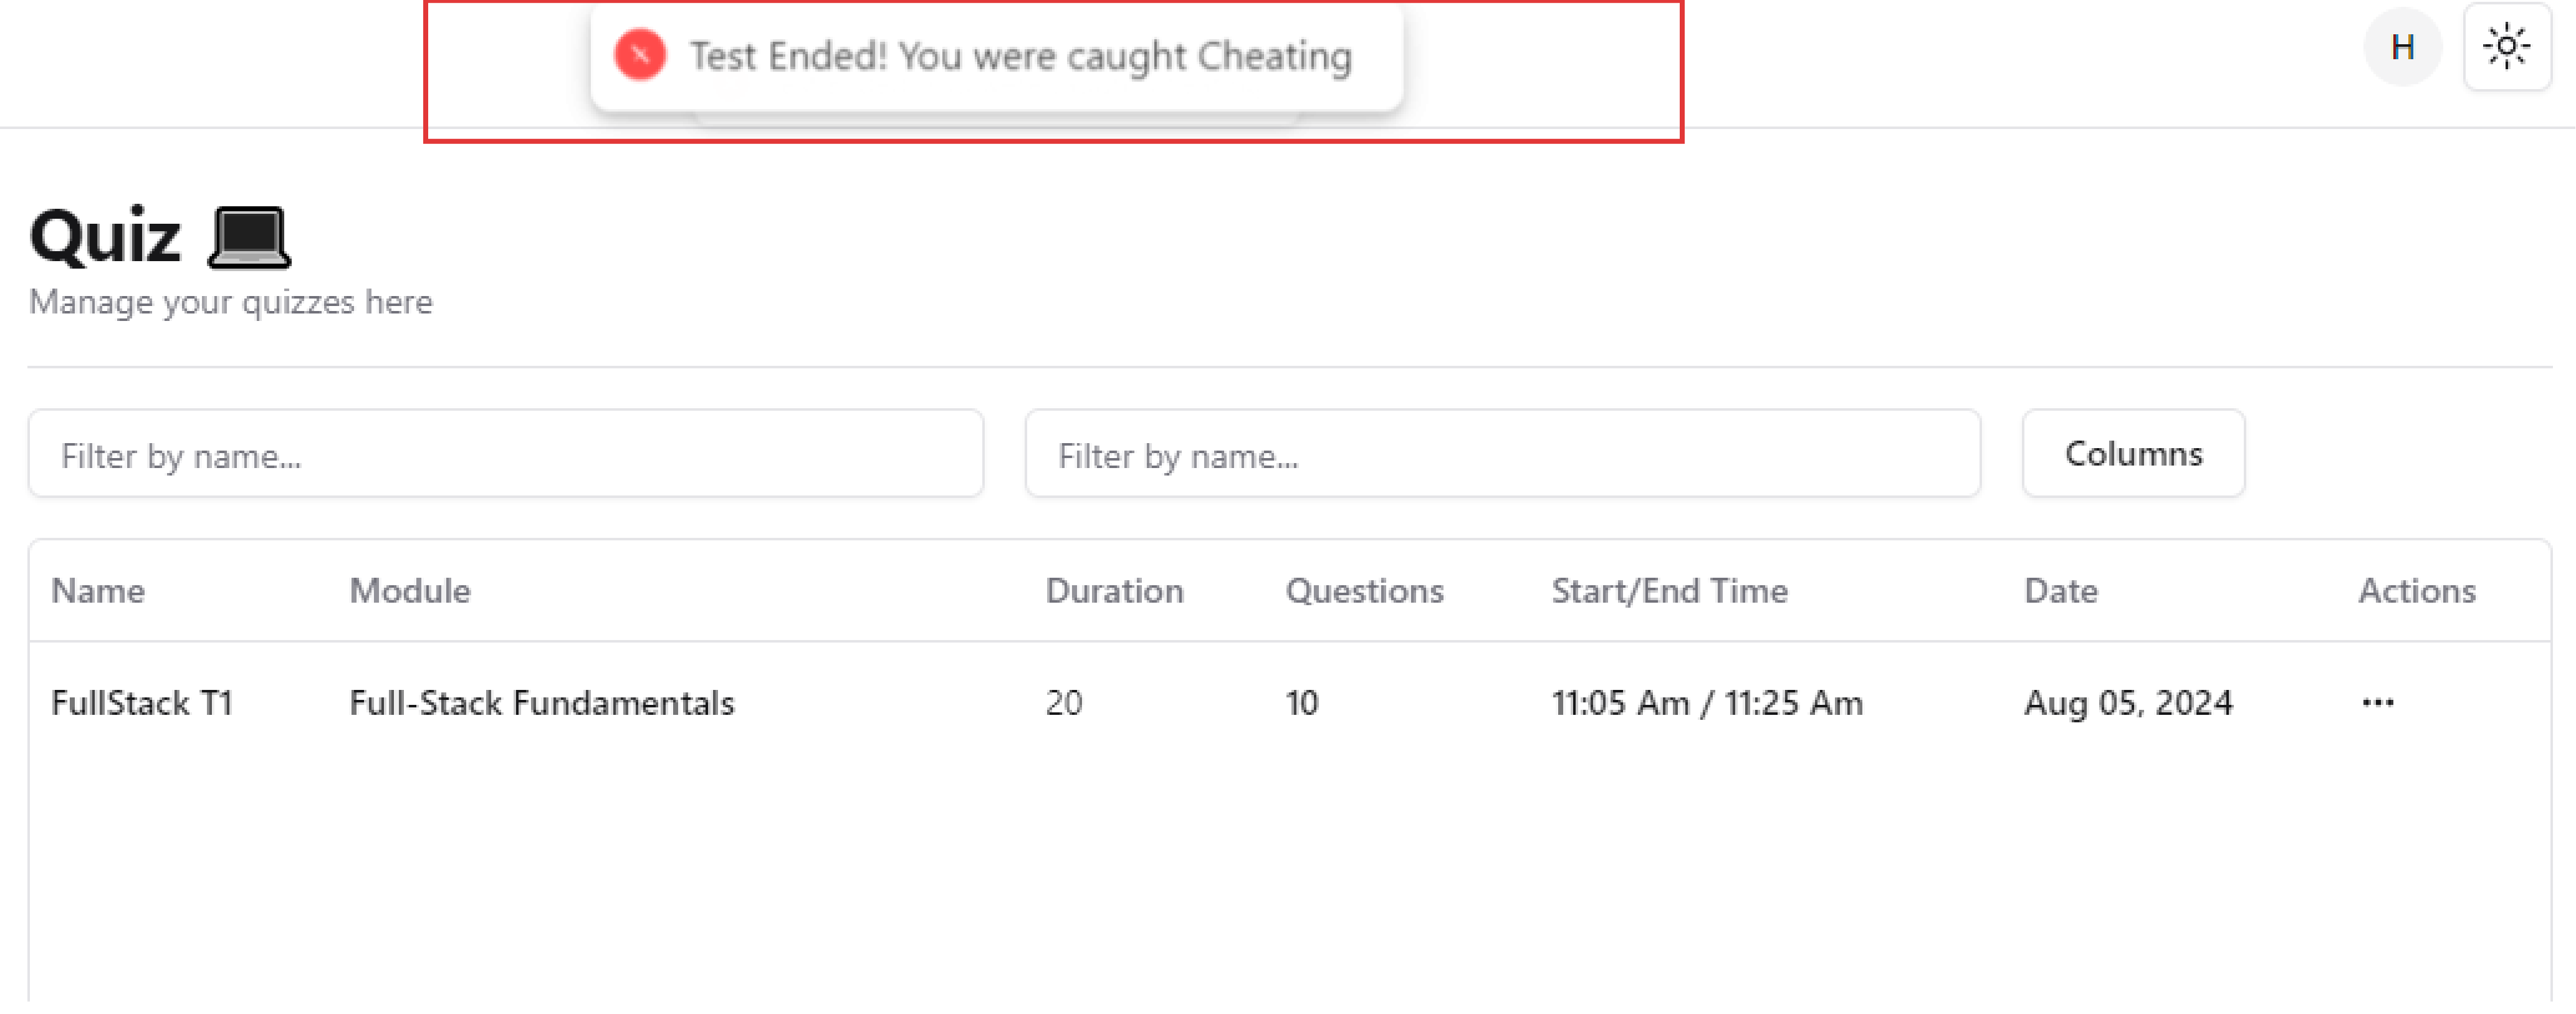 Test Ended! You were caught Cheating
H
Quiz
Manage your quizzes here
Filter by name... Filter by name... Columns
Name Module Duration Questions Start/End Time Date Actions
FullStack T1 Full-Stack Fundamentals 20 10 11:05 Am / 11:25 Am Aug 05, 2024 ...